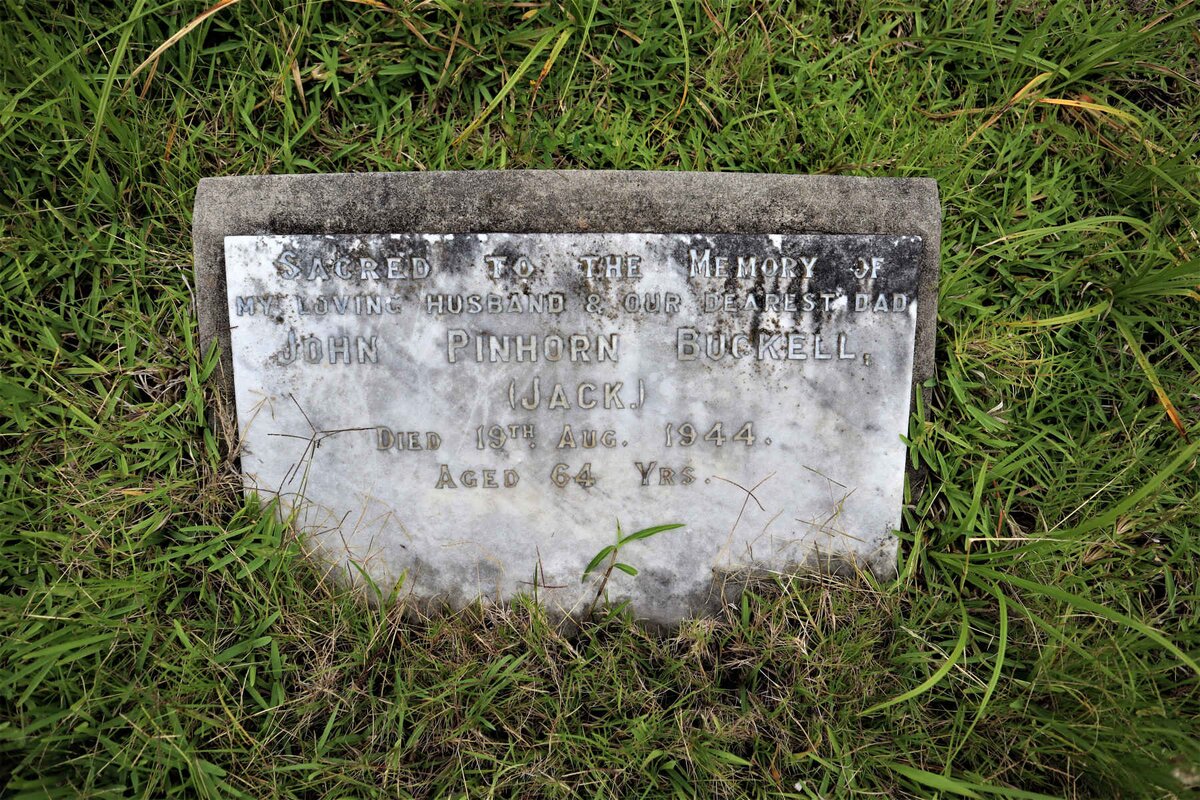 SACRED TO THE MEMORY OF
MY LOVING HUSBAND & OUR DEAREST DAD
JOHN PINHORN BUCKELL,
(JACK.)
DIED 19TH AUG. 1944.
AGED 64 YRS.